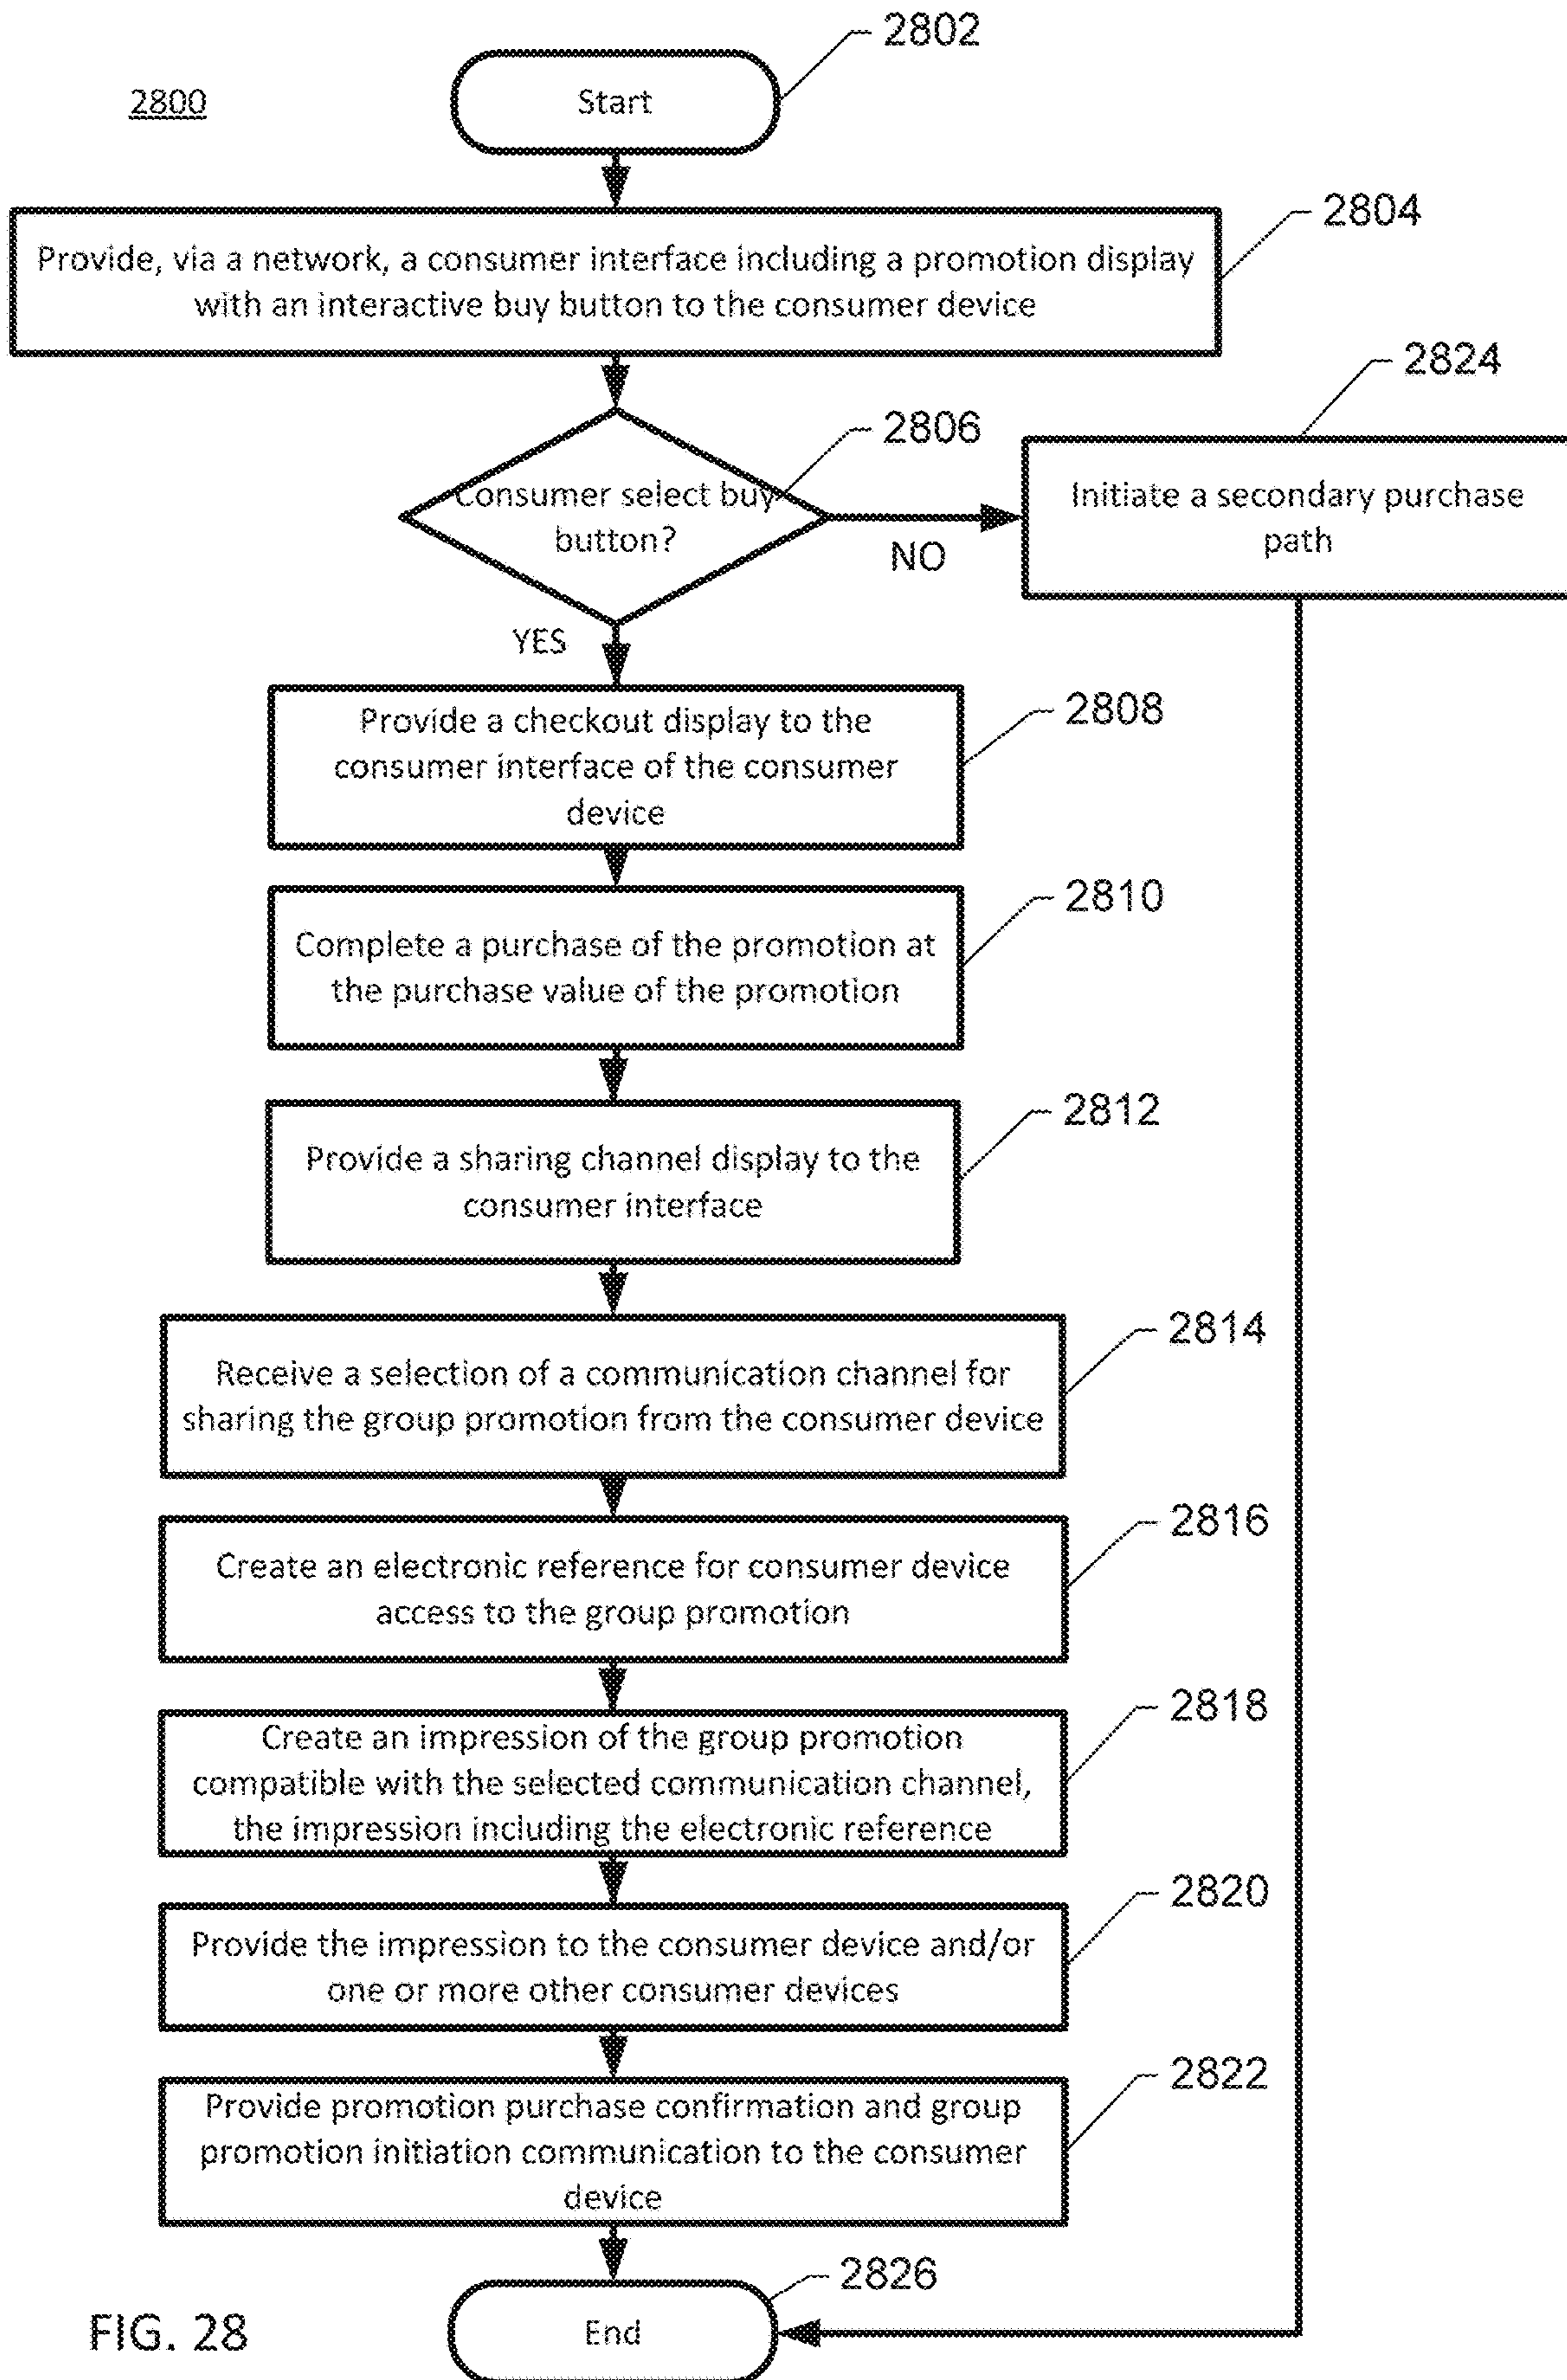 2802
2800
Start
2804
Provide, via a network, a consumer interface including a promotion display
with an interactive buy button to the consumer device
2824
2806
Consumer select buy
button?
Initiate a secondary purchase
path
NO
YES
2808
Provide a checkout display to the
consumer interface of the consumer
device
2810
Complete a purchase of the promotion at
the purchase value of the promotion
2812
Provide a sharing channel display to the
consumer interface
2814
Receive a selection of a communication channel for
sharing the group promotion from the consumer device
2816
Create an electronic reference for consumer device
access to the group promotion
2818
Create an impression of the group promotion
compatible with the selected communication channel,
the impression including the electronic reference
2820
Provide the impression to the consumer device and/or
one or more other consumer devices
2822
Provide promotion purchase confirmation and group
promotion initiation communication to the consumer
device
2826
End
FIG. 28